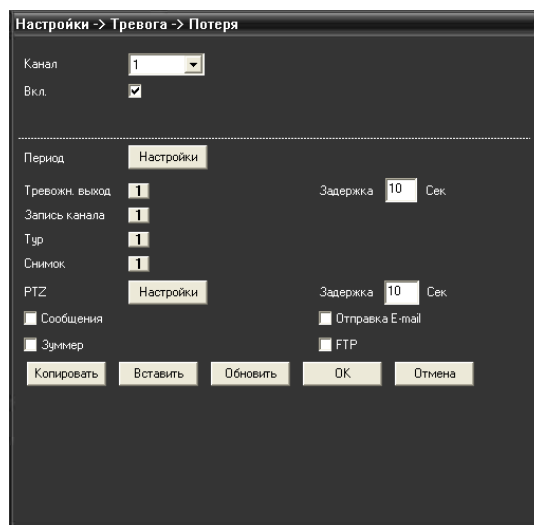 Настройки -> Тревога -> Потеря
Канал 1
Вкл.
Период Настройки
Тревожн. выход 1 Задержка 10 Сек
Запись канала 1
Тур 1
Снимок 1
PTZ Настройки Задержка 10 Сек
Сообщения Отправка E-mail
Зуммер FTP
Копировать Вставить Обновить OK Отмена